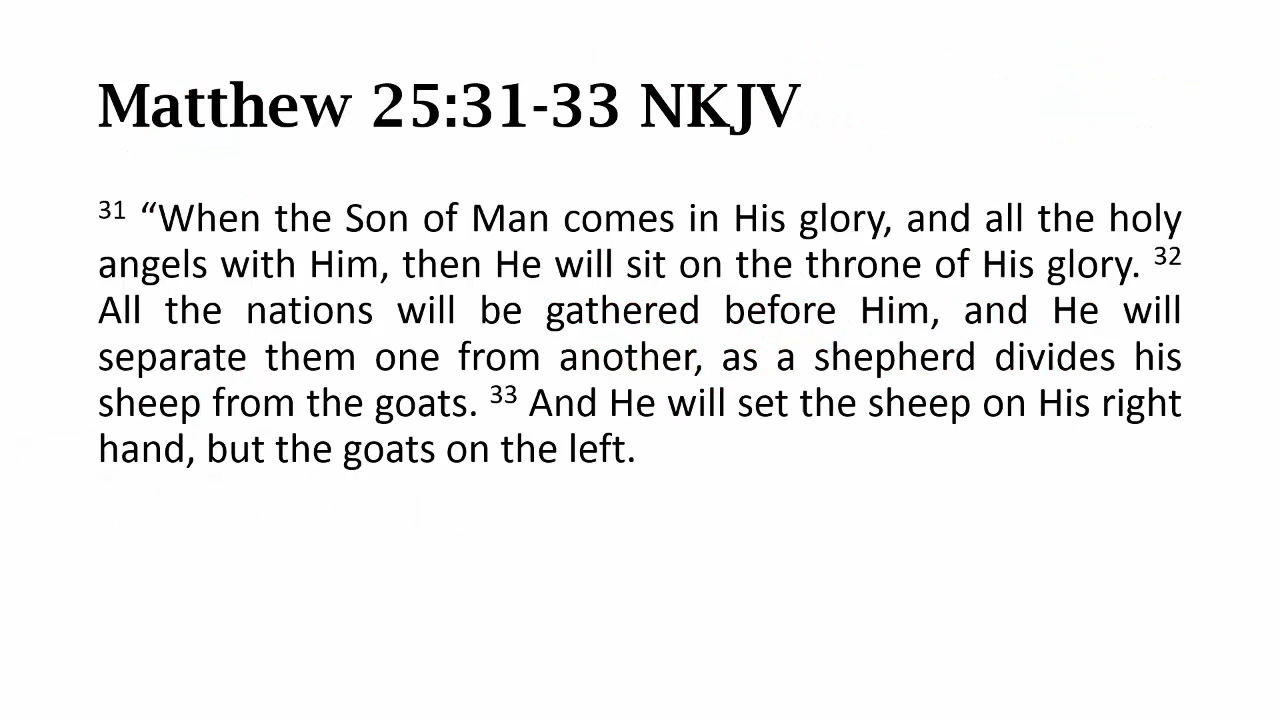 Matthew 25:31-33 NKJV
31 “When the Son of Man comes in His glory, and all the holy
angels with Him, then He will sit on the throne of His glory. 32
All the nations will be gathered before Him, and He will
separate them one from another, as a shepherd divides his
sheep from the goats. 33 And He will set the sheep on His right
hand, but the goats on the left.